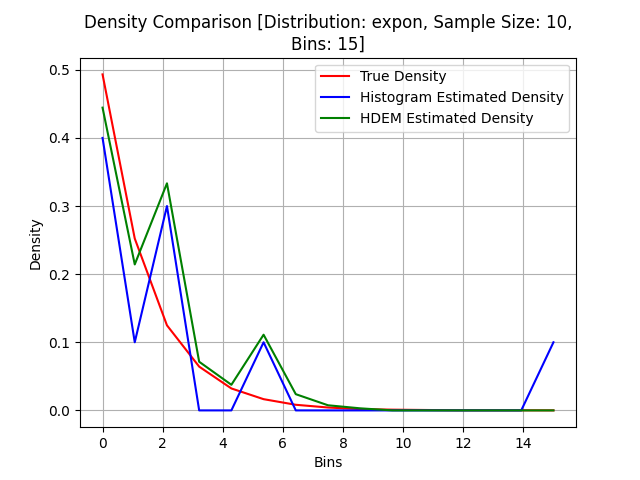 Density Comparison [Distribution: expon, Sample Size: 10,
Bins: 15]
True Density
Histogram Estimated Density
HDEM Estimated Density
Density
0.5
0.4
0.3
0.2
0.1
0.0
0 2 4 6 8 10 12 14
Bins